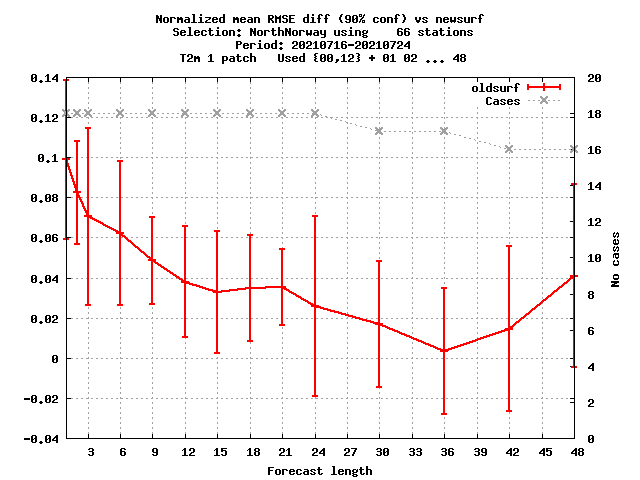 Normalized mean RMSE diff (90% conf) vs newsurf
Selection: NorthNorway using    66 stations
Period: 20210716-20210724
T2m 1 patch   Used {00,12} + 01 02 ... 48
oldsurf
Cases
0.14
0.12
0.1
0.08
0.06
0.04
0.02
0
-0.02
-0.04
20
18
16
14
12
10
8
6
4
2
0
No cases
3 6 9 12 15 18 21 24 27 30 33 36 39 42 45 48
Forecast length